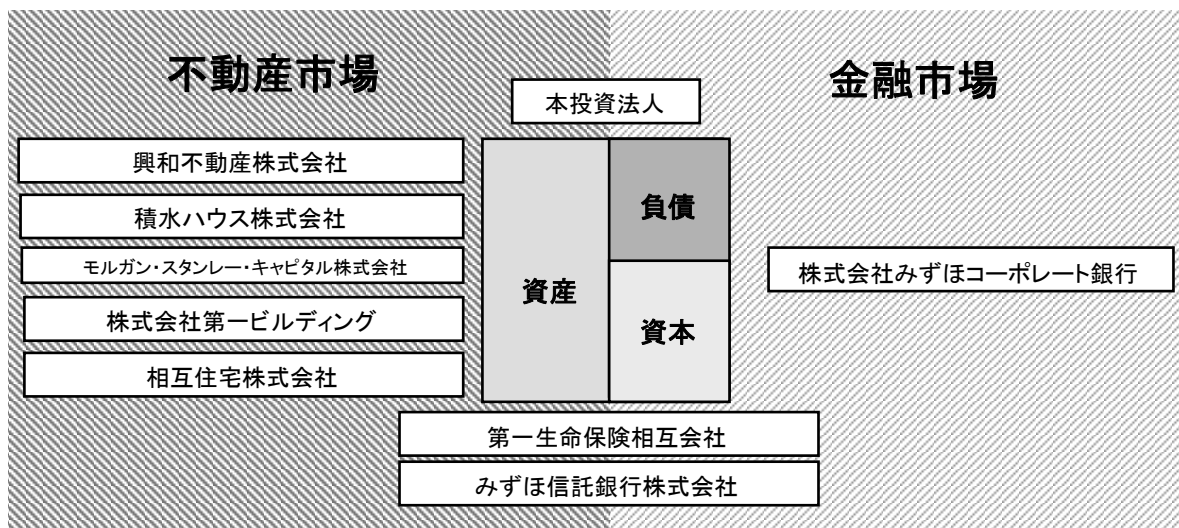 不動産市場
金融市場
本投資法人
興和不動産株式会社
積水ハウス株式会社
モルガン・スタンレー・キャピタル株式会社
株式会社第一ビルディング
相互住宅株式会社
資産
負債
資本
株式会社みずほコーポレート銀行
第一生命保険相互会社
みずほ信託銀行株式会社